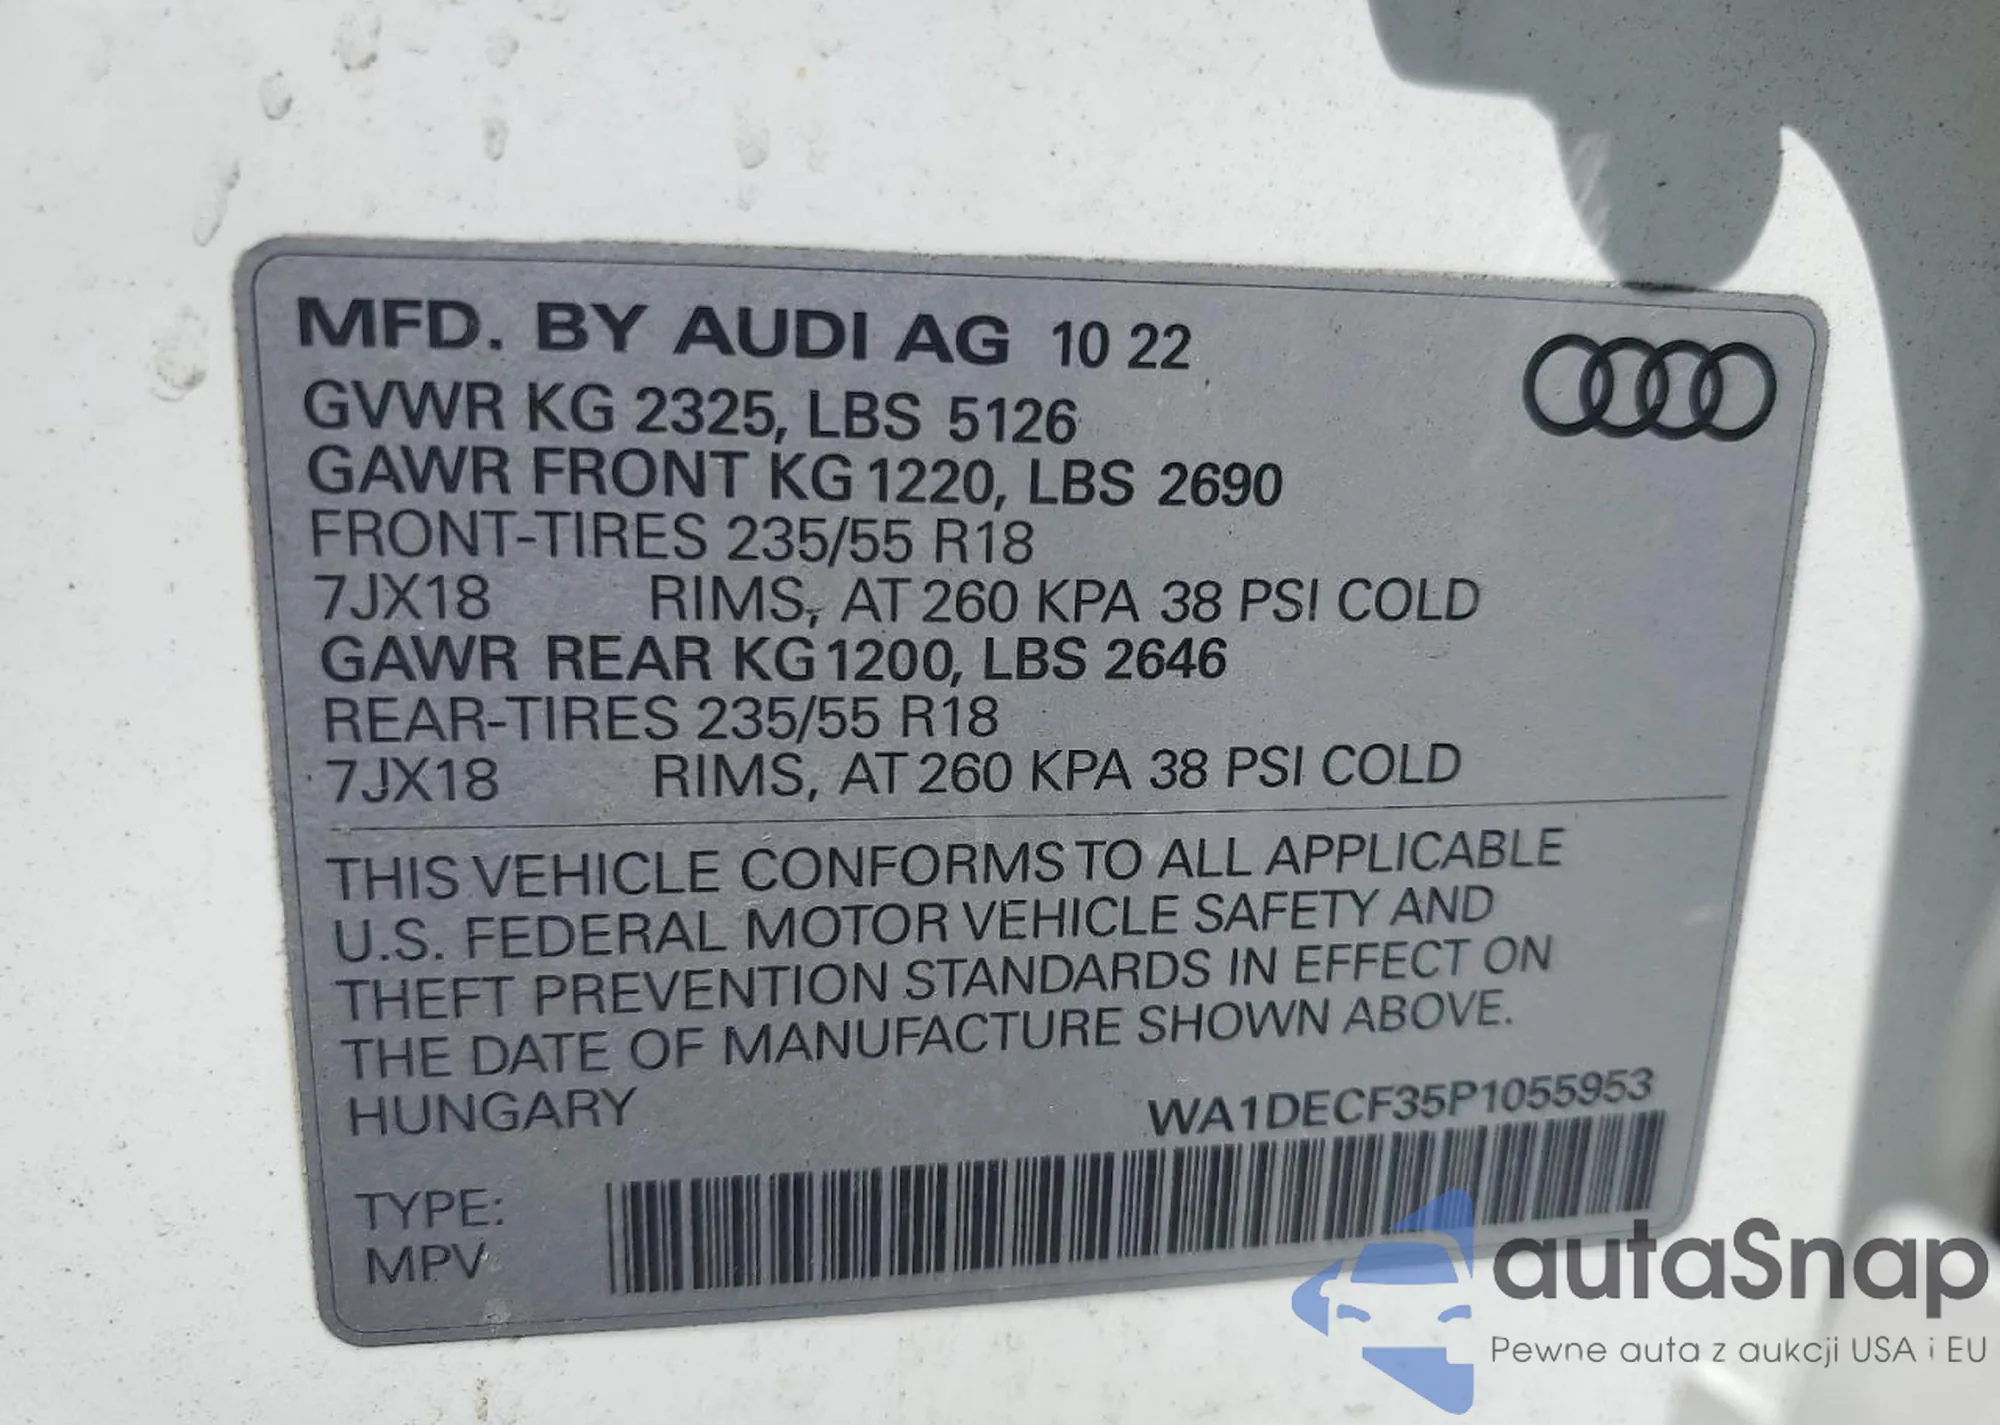 MFD. BY AUDI AG 10 22
GVWR KG 2325, LBS 5126
GAWR FRONT KG 1220, LBS 2690
FRONT-TIRES 235/55 R18
7JX18 RIMS, AT 260 KPA 38 PSI COLD
GAWR REAR KG 1200, LBS 2646
REAR-TIRES 235/55 R18
7JX18 RIMS, AT 260 KPA 38 PSI COLD
THIS VEHICLE CONFORMS TO ALL APPLICABLE
U.S. FEDERAL MOTOR VEHICLE SAFETY AND
THEFT PREVENTION STANDARDS IN EFFECT ON
THE DATE OF MANUFACTURE SHOWN ABOVE.
HUNGARY WA1DECF35P1055953
TYPE:
MPV
autaSnap
Pewne auta z aukcji USA i EU